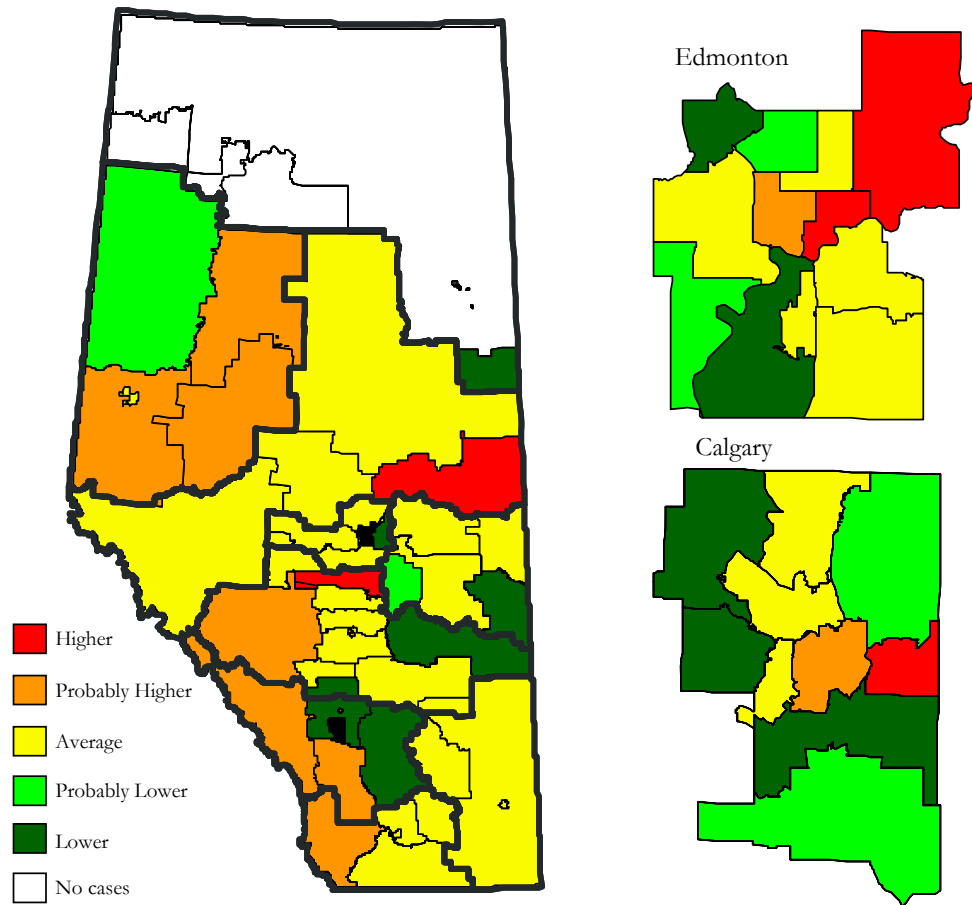 Edmonton
Calgary
Higher
Probably Higher
Average
Probably Lower
Lower
No cases